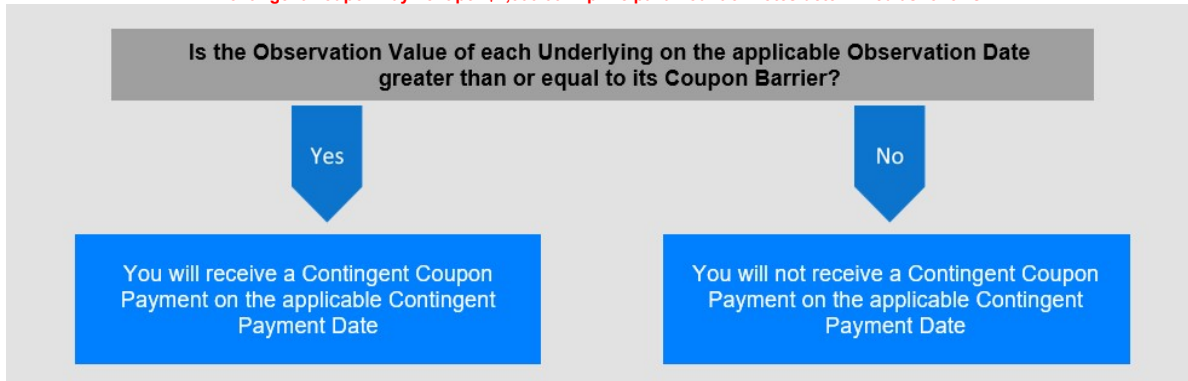 Is the Observation Value of each Underlying on the applicable Observation Date
greater than or equal to its Coupon Barrier?
Yes
No
You will receive a Contingent Coupon
Payment on the applicable Contingent
Payment Date
You will not receive a Contingent Coupon
Payment on the applicable Contingent
Payment Date